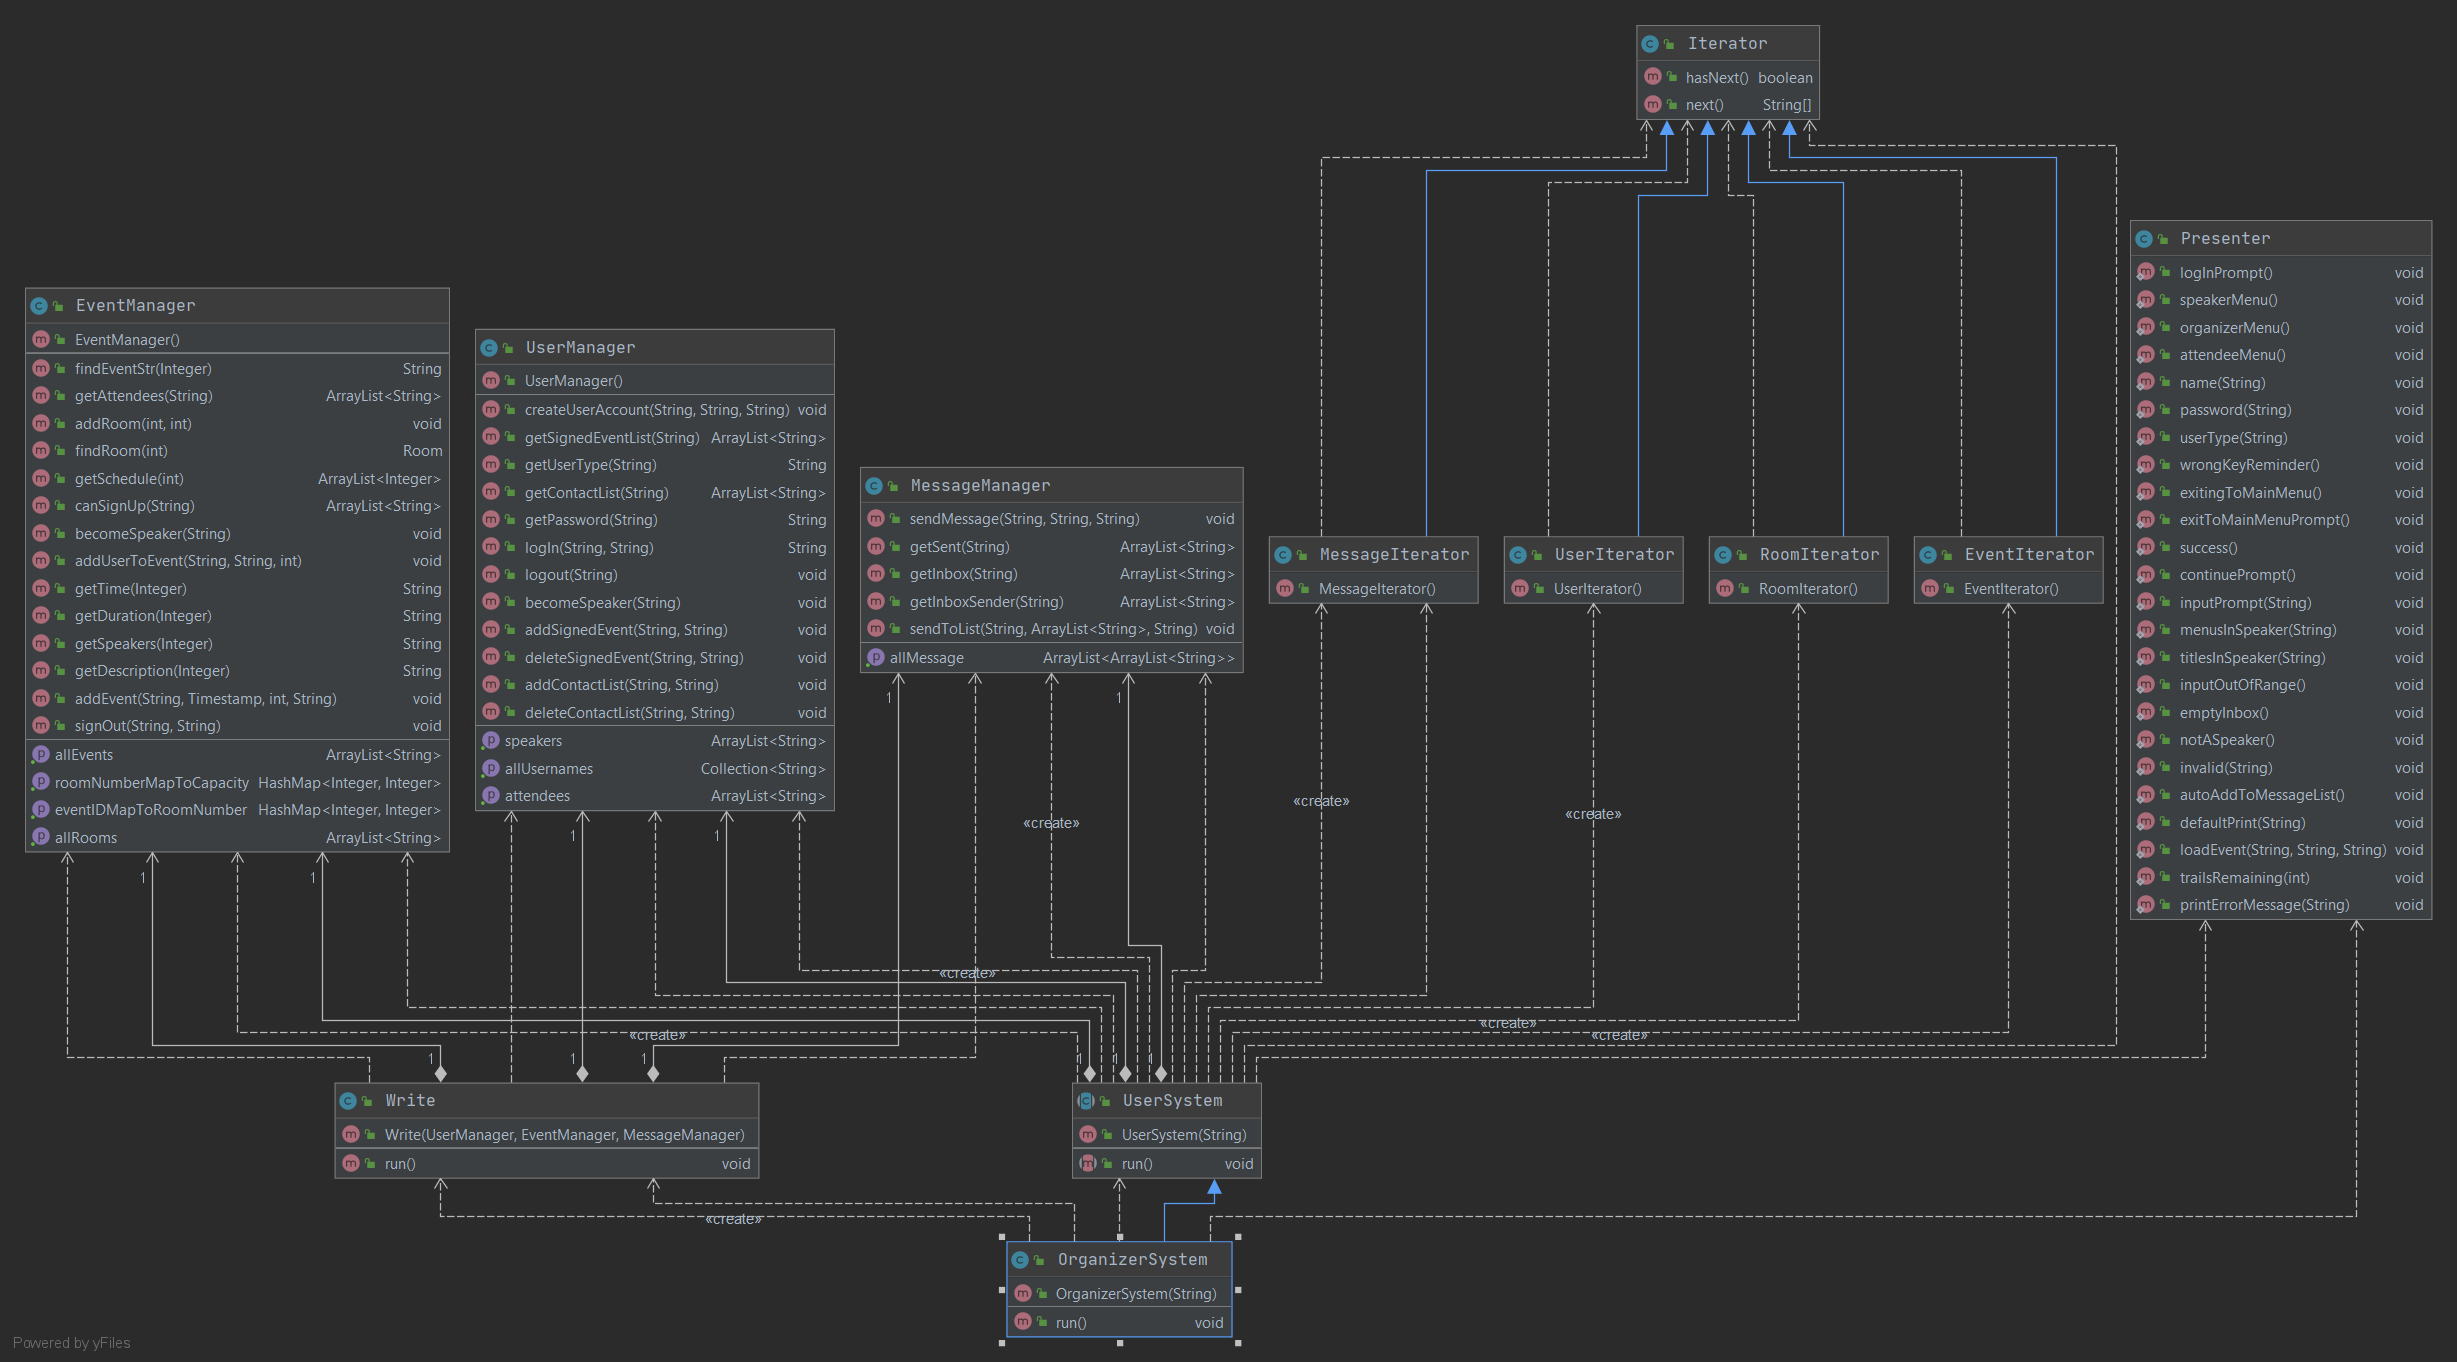 Iterator
hasNext() boolean
next() String[]
Presenter
logInPrompt() void
speakerMenu() void
organizerMenu() void
attendeeMenu() void
name(String) void
password(String) void
userType(String) void
wrongKeyReminder() void
exitingToMainMenu() void
exitToMainMenuPrompt() void
success() void
continuePrompt() void
inputPrompt(String) void
menusInSpeaker(String) void
titlesInSpeaker(String) void
inputOutOfRange() void
emptyInbox() void
notASpeaker() void
invalid(String) void
autoAddToMessageList() void
defaultPrint(String) void
loadEvent(String, String, String) void
trailsRemaining(int) void
printErrorMessage(String) void
EventManager
EventManager()
findEventStr(Integer) String
getAttendees(String) ArrayList<String>
addRoom(int, int) void
findRoom(int) Room
getSchedule(int) ArrayList<Integer>
canSignUp(String) ArrayList<String>
becomeSpeaker(String) void
addUserToEvent(String, String, int) void
getTime(Integer) String
getDuration(Integer) String
getSpeakers(Integer) String
getDescription(Integer) String
addEvent(String, Timestamp, int, String) void
signOut(String, String) void
allEvents ArrayList<String>
roomNumberMapToCapacity HashMap<Integer, Integer>
eventIDMapToRoomNumber HashMap<Integer, Integer>
allRooms ArrayList<String>
UserManager
UserManager()
createUserAccount(String, String, String) void
getSignedEventList(String) ArrayList<String>
getUserType(String) String
getContactList(String) ArrayList<String>
getPassword(String) String
logIn(String, String) String
logout(String) void
becomeSpeaker(String) void
addSignedEvent(String, String) void
deleteSignedEvent(String, String) void
addContactList(String, String) void
deleteContactList(String, String) void
speakers ArrayList<String>
allUsernames Collection<String>
attendees ArrayList<String>
MessageManager
sendMessage(String, String, String) void
getSent(String) ArrayList<String>
getInbox(String) ArrayList<String>
getInboxSender(String) ArrayList<String>
sendToList(String, ArrayList<String>, String) void
allMessage ArrayList<ArrayList<String>>
MessageIterator
MessageIterator()
UserIterator
UserIterator()
RoomIterator
RoomIterator()
EventIterator
EventIterator()
1
1
1
1
1
1
«create»
«create»
«create»
«create»
«create»
«create»
«create»
1
1
1
1
1
1
Write
Write(UserManager, EventManager, MessageManager)
run() void
UserSystem
UserSystem(String)
run() void
«create»
OrganizerSystem
OrganizerSystem(String)
run() void
Powered by yFiles